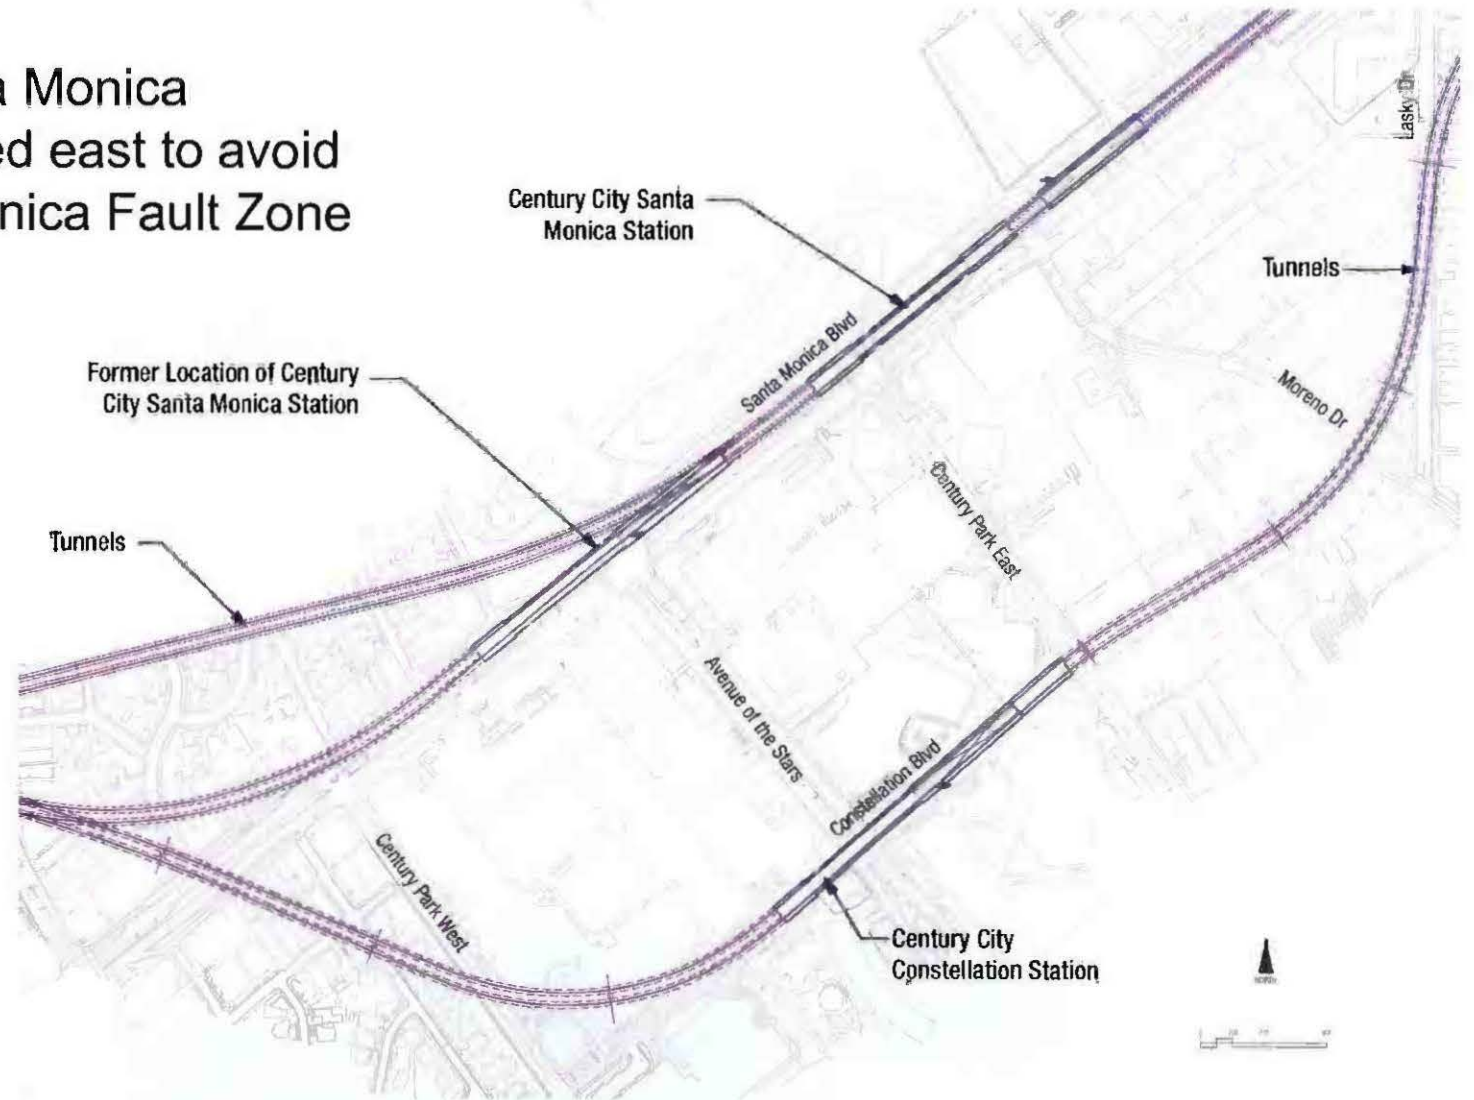 a Monica
ed east to avoid
nica Fault Zone
Century City Santa
Monica Station
Former Location of Century
City Santa Monica Station
Tunnels
Santa Monica Blvd
Lasky Dr
Tunnels
Moreno Dr
Century Park East
Avenue of the Stars
Constellation Blvd
Century Park West
Century City
Constellation Station
NORTH